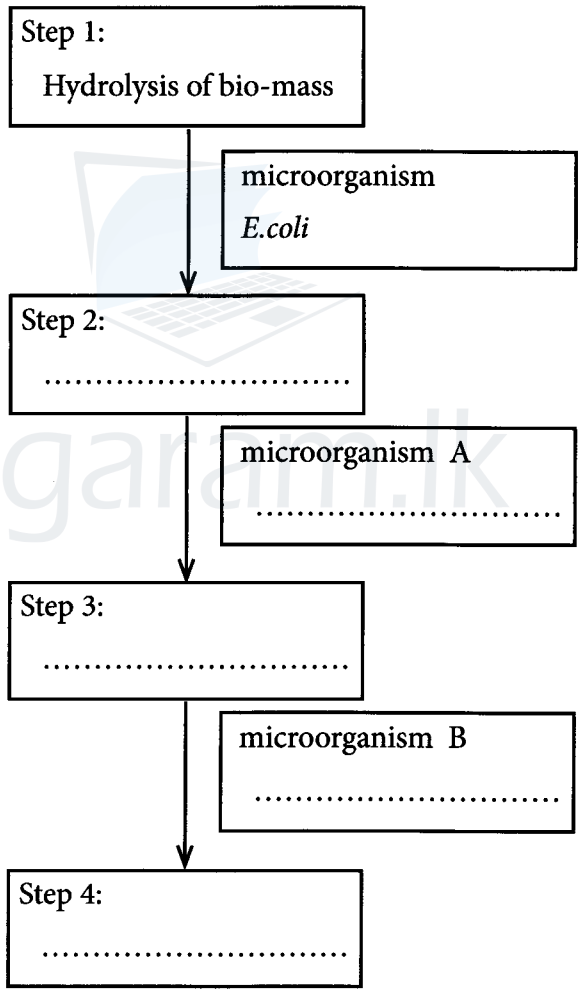 Step 1:
Hydrolysis of bio-mass
microorganism
E.coli
Step 2:
..............................
microorganism A
..............................
Step 3:
..............................
microorganism B
..............................
Step 4:
..............................
garam.lk